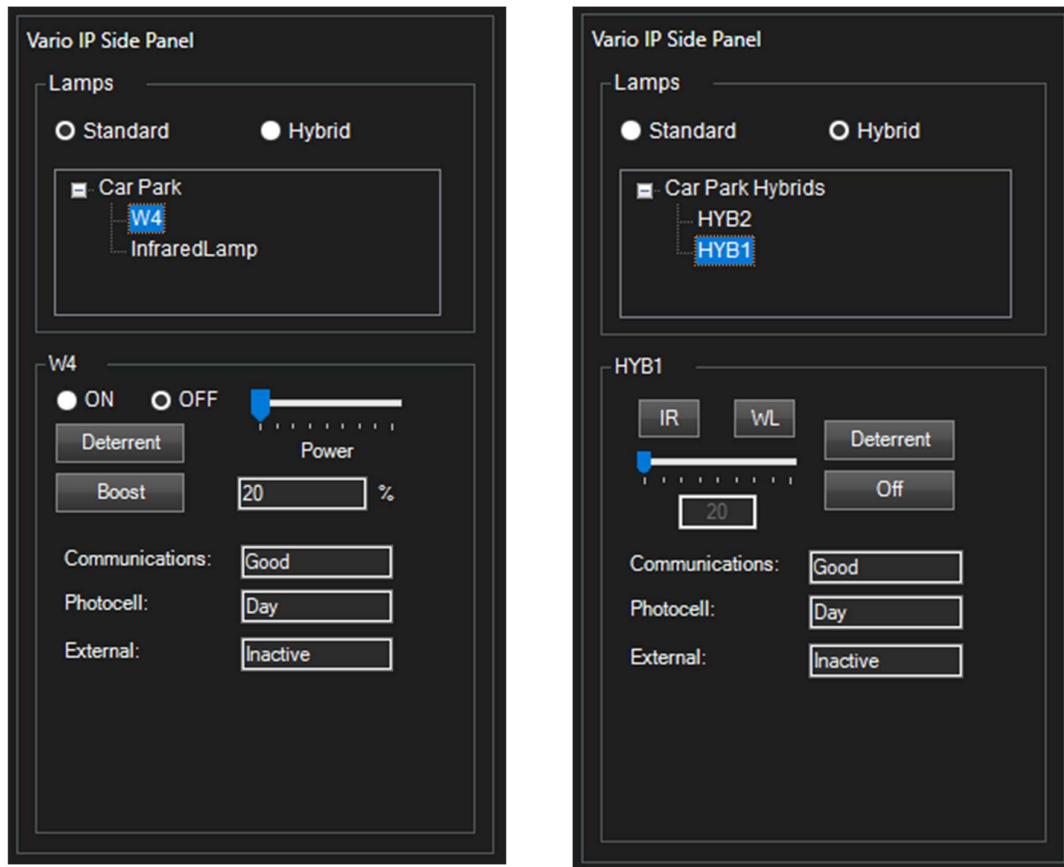 Vario IP Side Panel
Lamps
Standard Hybrid
Car Park
W4
InfraredLamp
W4
ON OFF
Deterrent
Power
Boost
20 %
Communications: Good
Photocell: Day
External: Inactive
Vario IP Side Panel
Lamps
Standard Hybrid
Car Park Hybrids
HYB2
HYB1
HYB1
IR WL
Deterrent
Off
20
Communications: Good
Photocell: Day
External: Inactive